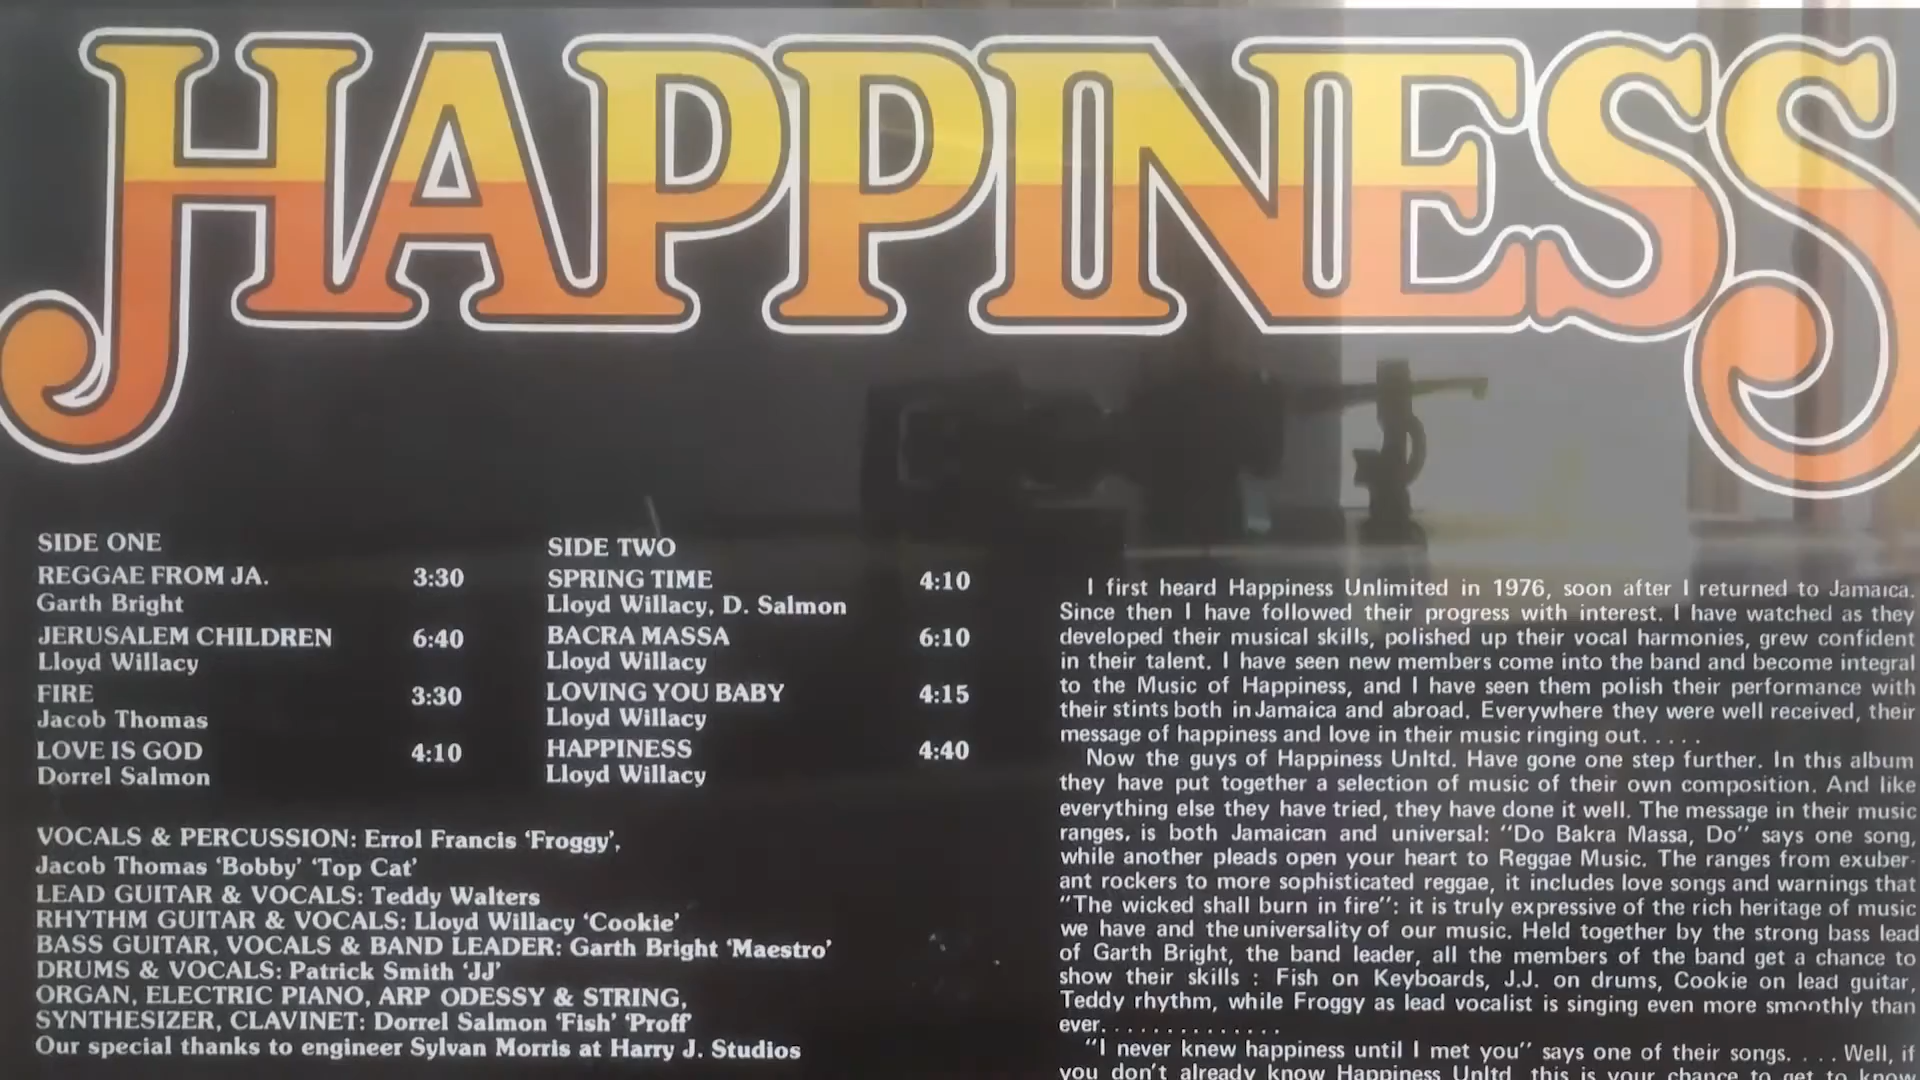 HAPPINESS
SIDE ONE
REGGAE FROM JA. 3:30
Garth Bright
JERUSALEM CHILDREN 6:40
Lloyd Willacy
FIRE 3:30
Jacob Thomas
LOVE IS GOD 4:10
Dorrel Salmon
SIDE TWO
SPRING TIME 4:10
Lloyd Willacy, D. Salmon
BACRA MASSA 6:10
Lloyd Willacy
LOVING YOU BABY 4:15
Lloyd Willacy
HAPPINESS 4:40
Lloyd Willacy
VOCALS & PERCUSSION: Errol Francis ‘Froggy’,
Jacob Thomas ‘Bobby’ ‘Top Cat’
LEAD GUITAR & VOCALS: Teddy Walters
RHYTHM GUITAR & VOCALS: Lloyd Willacy ‘Cookie’
BASS GUITAR, VOCALS & BAND LEADER: Garth Bright ‘Maestro’
DRUMS & VOCALS: Patrick Smith ‘JJ’
ORGAN, ELECTRIC PIANO, ARP ODESSY & STRING,
SYNTHESIZER, CLAVINET: Dorrel Salmon ‘Fish’ ‘Proff’
Our special thanks to engineer Sylvan Morris at Harry J. Studios
I first heard Happiness Unlimited in 1976, soon after I returned to Jamaica.
Since then I have followed their progress with interest. I have watched as they
developed their musical skills, polished up their vocal harmonies, grew confident
in their talent. I have seen new members come into the band and become integral
to the Music of Happiness, and I have seen them polish their performance with
their stints both in Jamaica and abroad. Everywhere they were well received, their
message of happiness and love in their music ringing out. . . . .
Now the guys of Happiness Unltd. Have gone one step further. In this album
they have put together a selection of music of their own composition. And like
everything else they have tried, they have done it well. The message in their music
ranges, is both Jamaican and universal: “Do Bakra Massa, Do” says one song,
while another pleads open your heart to Reggae Music. The ranges from exuber-
ant rockers to more sophisticated reggae, it includes love songs and warnings that
“The wicked shall burn in fire”: it is truly expressive of the rich heritage of music
we have and the universality of our music. Held together by the strong bass lead
of Garth Bright, the band leader, all the members of the band get a chance to
show their skills : Fish on Keyboards, J.J. on drums, Cookie on lead guitar,
Teddy rhythm, while Froggy as lead vocalist is singing even more smoothly than
ever. . . . . . . . . . . . . .
“I never knew happiness until I met you” says one of their songs. . . . Well, if
you don't already know Happiness Unltd. this is your chance to get to know